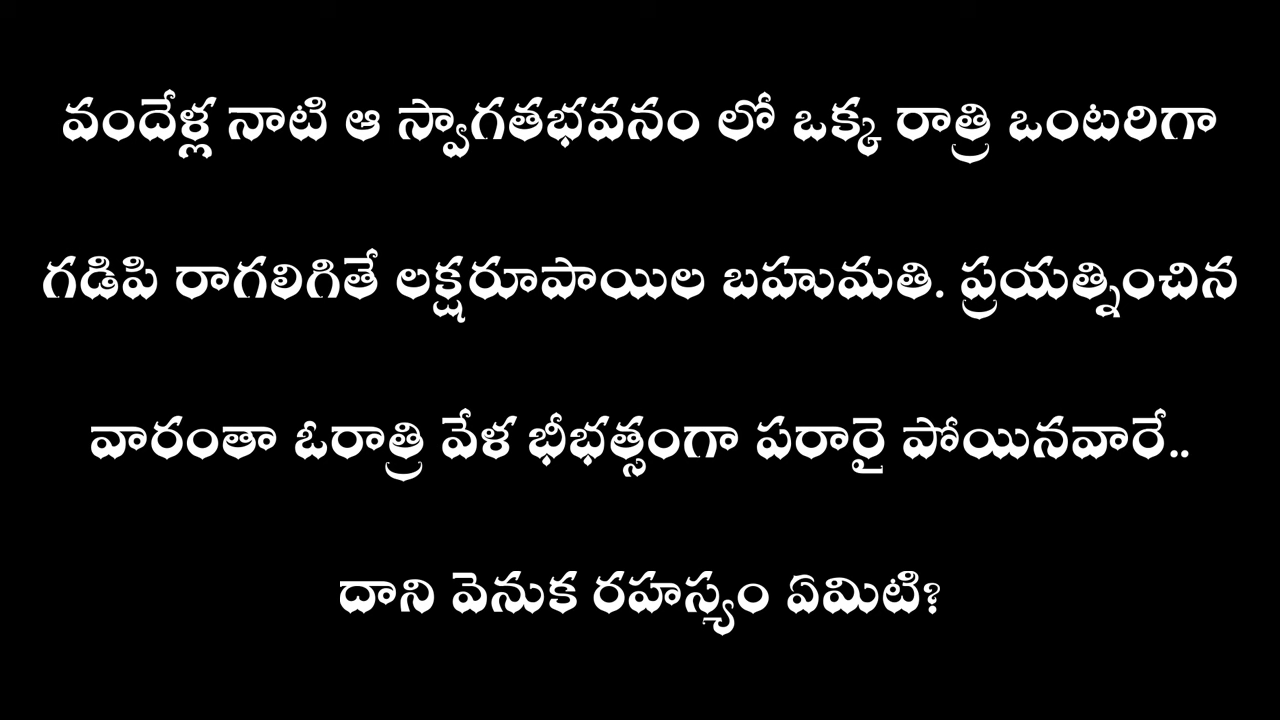 వందేళ్ల నాటి ఆ స్వాగతభవనం లో ఒక్క రాత్రి ఒంటరిగా
గడిపి రాగలిగితే లక్షరూపాయిల బహుమతి. ప్రయత్నించిన
వారంతా ఓరాత్రి వేళ భీభత్సంగా పరారై పోయినవారే..
దాని వెనుక రహస్యం ఏమిటి?